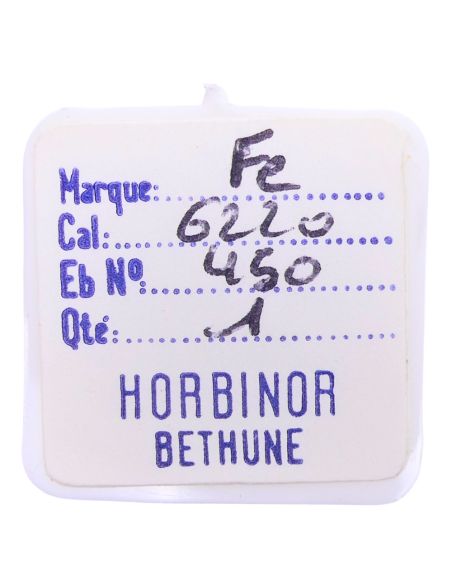 Marque: Fe
Cal: 6220
Eb Nº 450
Qté: 1
HORBINOR
BETHUNE